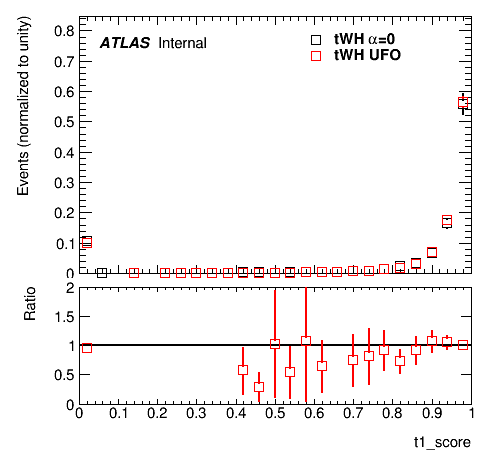 ATLAS Internal
tWH α=0
tWH UFO
Events (normalized to unity)
0.8
0.7
0.6
0.5
0.4
0.3
0.2
0.1
0
Ratio
2
1.5
1
0.5
0
0 0.1 0.2 0.3 0.4 0.5 0.6 0.7 0.8 0.9 1
t1_score